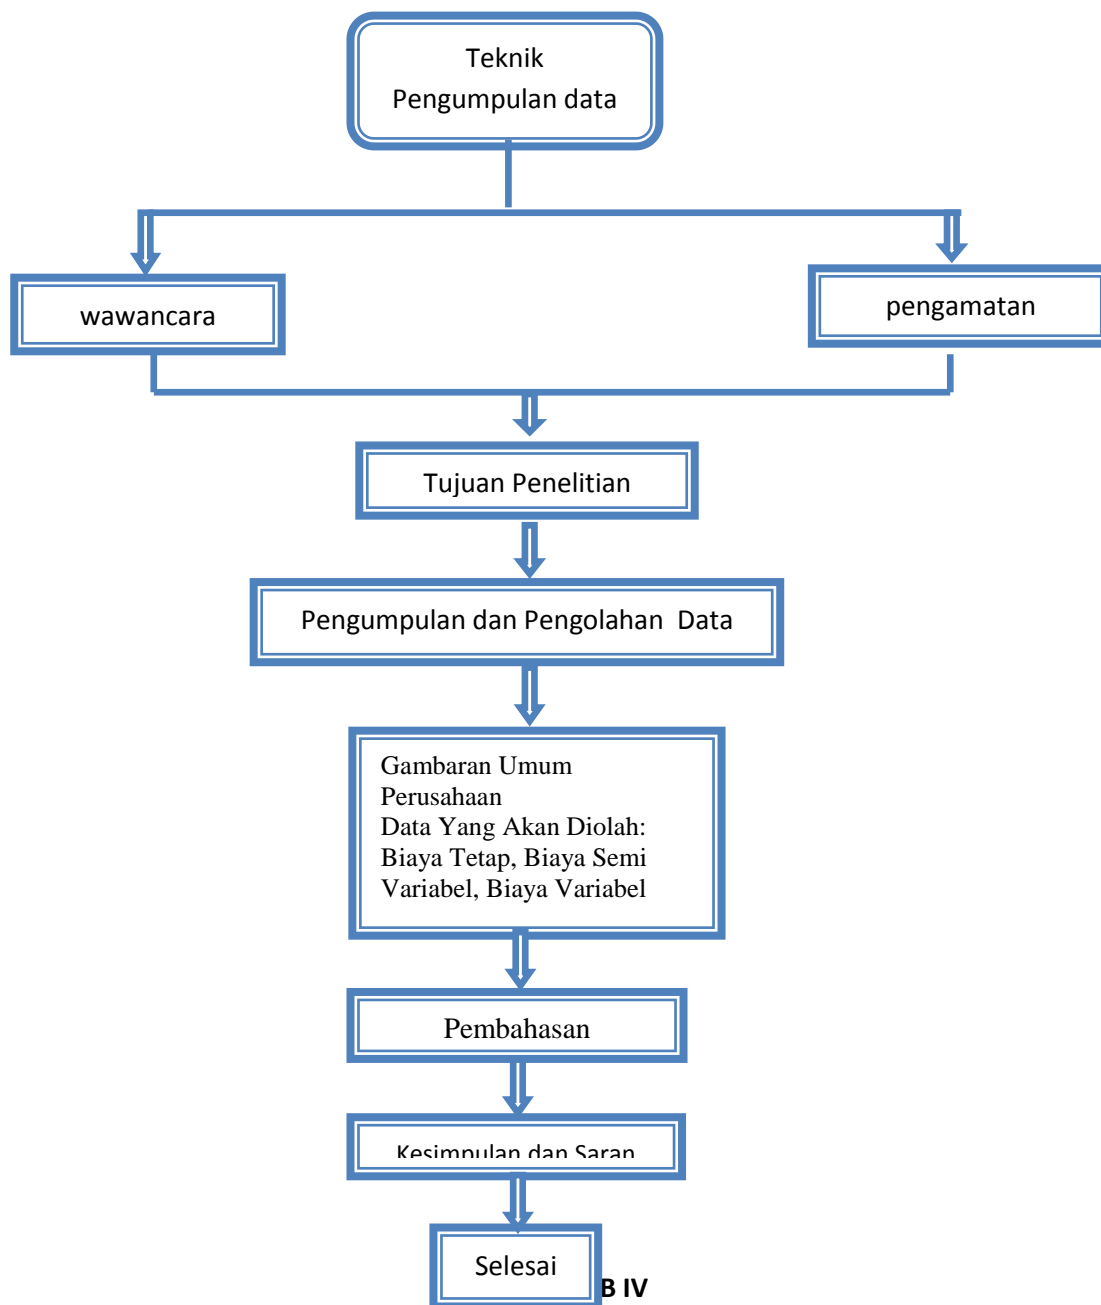 Teknik
Pengumpulan data
wawancara
pengamatan
Tujuan Penelitian
Pengumpulan dan Pengolahan Data
Gambaran Umum
Perusahaan
Data Yang Akan Diolah:
Biaya Tetap, Biaya Semi
Variabel, Biaya Variabel
Pembahasan
Kesimpulan dan Saran
Selesai
B IV